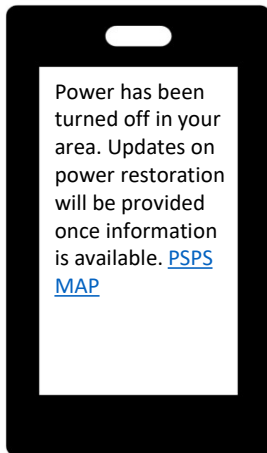 Power has been
turned off in your
area. Updates on
power restoration
will be provided
once information
is available. PSPS
MAP